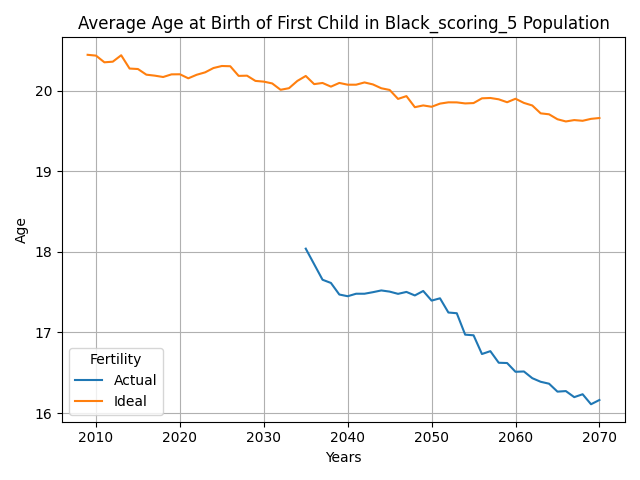 Average Age at Birth of First Child in Black_scoring_5 Population
Age
20
19
18
17
16
Fertility
Actual
Ideal
2010 2020 2030 2040 2050 2060 2070
Years